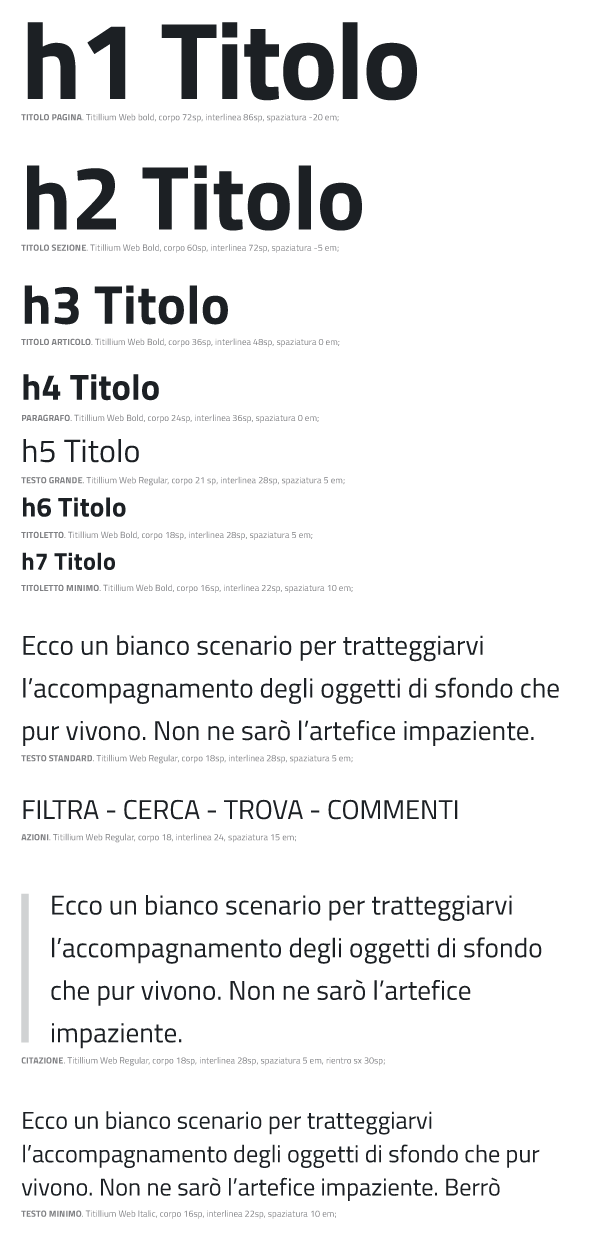 h1 Titolo
TITOLO PAGINA. Titillium Web bold, corpo 72sp, interlinea 86sp, spaziatura -20 em;
h2 Titolo
TITOLO SEZIONE. Titillium Web Bold, corpo 60sp, interlinea 72sp, spaziatura -5 em;
h3 Titolo
TITOLO ARTICOLO. Titillium Web Bold, corpo 36sp, interlinea 48sp, spaziatura 0 em;
h4 Titolo
PARAGRAFO. Titillium Web Bold, corpo 24sp, interlinea 36sp, spaziatura 0 em;
h5 Titolo
TESTO GRANDE. Titillium Web Regular, corpo 21 sp, interlinea 28sp, spaziatura 5 em;
h6 Titolo
TITOLETTO. Titillium Web Bold, corpo 18sp, interlinea 28sp, spaziatura 5 em;
h7 Titolo
TITOLETTO MINIMO. Titillium Web Bold, corpo 16sp, interlinea 22sp, spaziatura 10 em;
Ecco un bianco scenario per tratteggiarvi
l’accompagnamento degli oggetti di sfondo che
pur vivono. Non ne sarò l’artefice impaziente.
TESTO STANDARD. Titillium Web Regular, corpo 18sp, interlinea 28sp, spaziatura 5 em;
FILTRA - CERCA - TROVA - COMMENTI
AZIONI. Titillium Web Regular, corpo 18, interlinea 24, spaziatura 15 em;
Ecco un bianco scenario per tratteggiarvi
l’accompagnamento degli oggetti di sfondo
che pur vivono. Non ne sarò l’artefice
impaziente.
CITAZIONE. Titillium Web Regular, corpo 18sp, interlinea 28sp, spaziatura 5 em, rientro sx 30sp;
Ecco un bianco scenario per tratteggiarvi
l’accompagnamento degli oggetti di sfondo che pur
vivono. Non ne sarò l’artefice impaziente. Berrò
TESTO MINIMO. Titillium Web Italic, corpo 16sp, interlinea 22sp, spaziatura 10 em;